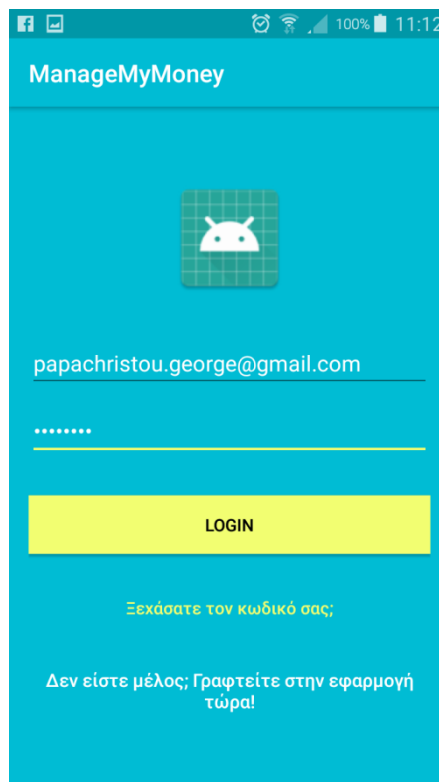 100% 11:12
ManageMyMoney
papachristou.george@gmail.com
••••••••
LOGIN
Ξεχάσατε τον κωδικό σας;
Δεν είστε μέλος; Γραφτείτε στην εφαρμογή
τώρα!